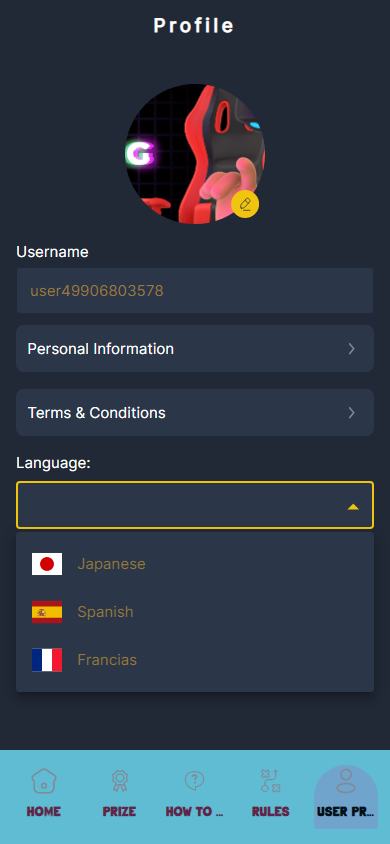 Profile
G
Username
user49906803578
Personal Information
Terms & Conditions
Language:
Japanese
Spanish
Francias
HOME
PRIZE
HOW TO ...
RULES
USER PR...